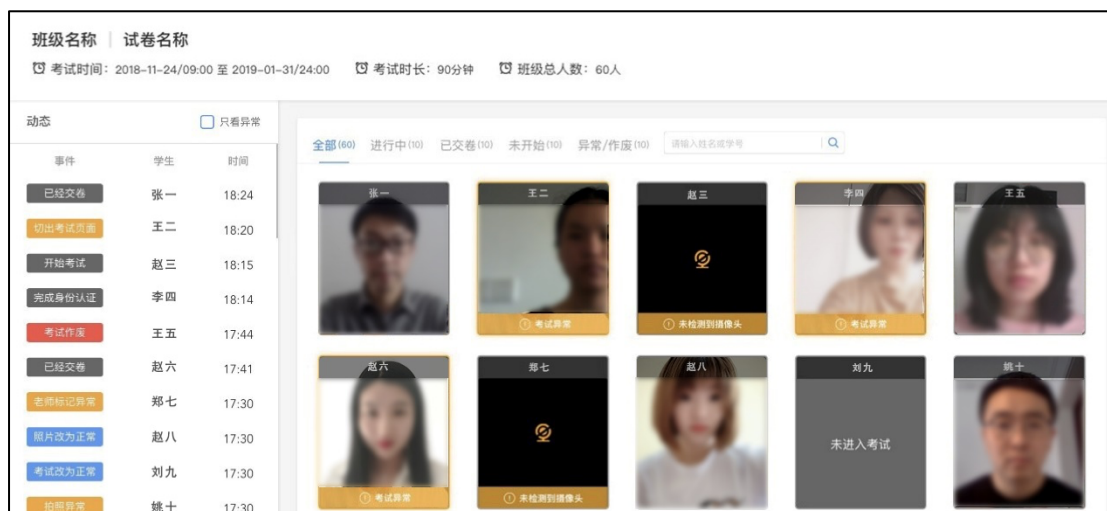 班级名称 | 试卷名称
考试时间：2018-11-24/09:00 至 2019-01-31/24:00 考试时长：90分钟 班级总人数：60人
动态 只看异常
事件 学生 时间
已经交卷 张一 18:24
切出考试页面 王二 18:20
开始考试 赵三 18:15
完成身份认证 李四 18:14
考试作废 王五 17:44
已经交卷 赵六 17:41
老师标记异常 郑七 17:30
照片改为正常 赵八 17:30
考试改为正常 刘九 17:30
拍照异常 姚十 17:30
全部(60) 进行中(10) 已交卷(10) 未开始(10) 异常/作废(10) 请输入姓名或学号
张一 王二 赵三 李四 王五
考试异常 未检测到摄像头 考试异常
赵六 郑七 赵八 刘九 姚十
未进入考试
考试异常 未检测到摄像头